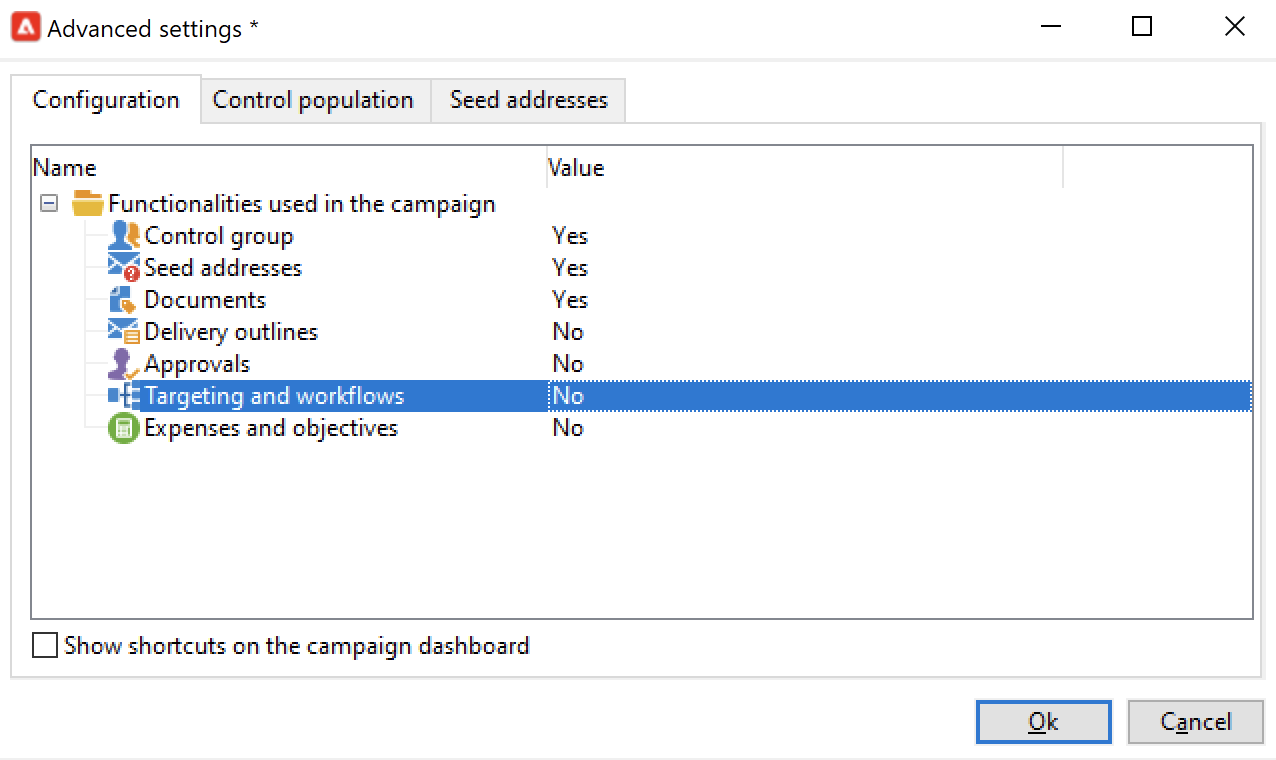 Advanced settings *
Configuration Control population Seed addresses
Name Value
Functionalities used in the campaign
Control group Yes
Seed addresses Yes
Documents Yes
Delivery outlines No
Approvals No
Targeting and workflows No
Expenses and objectives No
Show shortcuts on the campaign dashboard
Ok Cancel